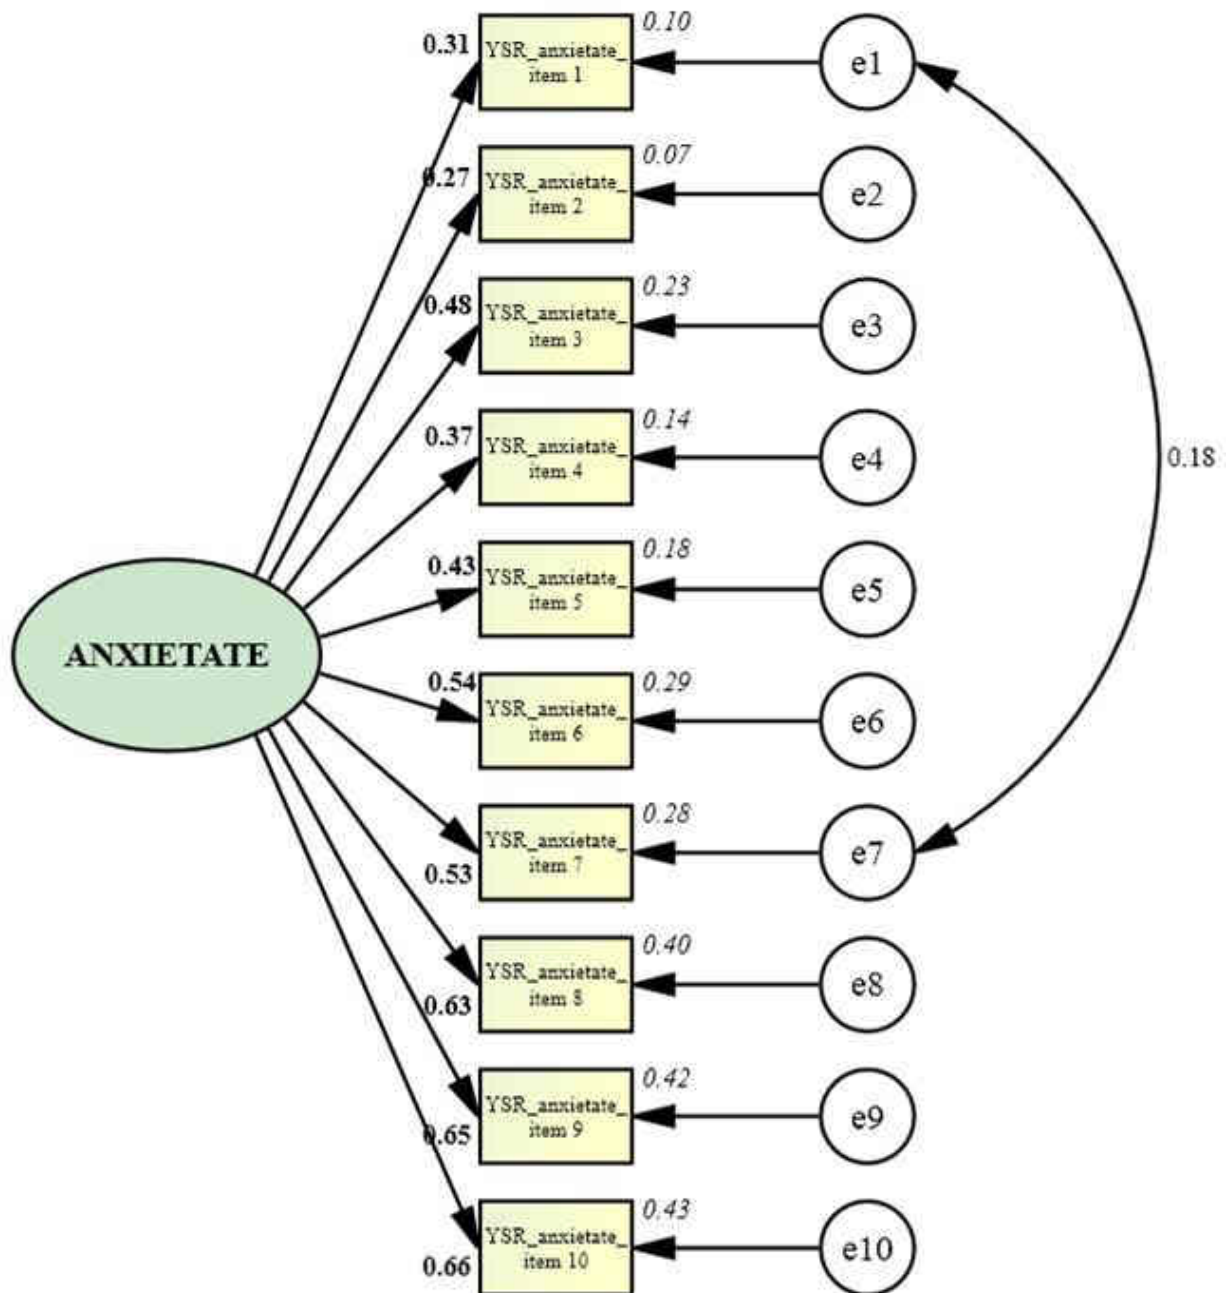 0.10
0.31
YSR_anxietate_
item 1
e1
0.07
0.27
YSR_anxietate_
item 2
e2
0.23
0.48
YSR_anxietate_
item 3
e3
0.14
0.37
YSR_anxietate_
item 4
e4
0.18
0.18
0.43
YSR_anxietate_
item 5
e5
ANXIETATE
0.29
0.54
YSR_anxietate_
item 6
e6
0.28
0.53
YSR_anxietate_
item 7
e7
0.40
0.63
YSR_anxietate_
item 8
e8
0.42
0.65
YSR_anxietate_
item 9
e9
0.43
0.66
YSR_anxietate_
item 10
e10